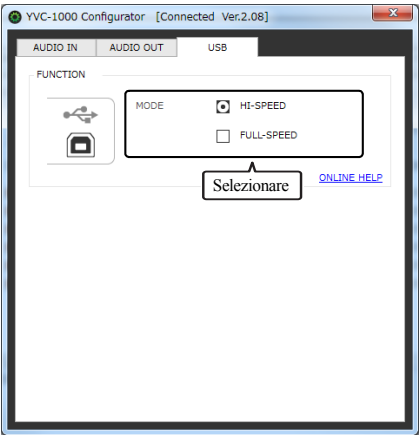 YVC-1000 Configurator [Connected Ver.2.08]
x
AUDIO IN AUDIO OUT USB
FUNCTION
MODE HI-SPEED
FULL-SPEED
Selezionare
ONLINE HELP